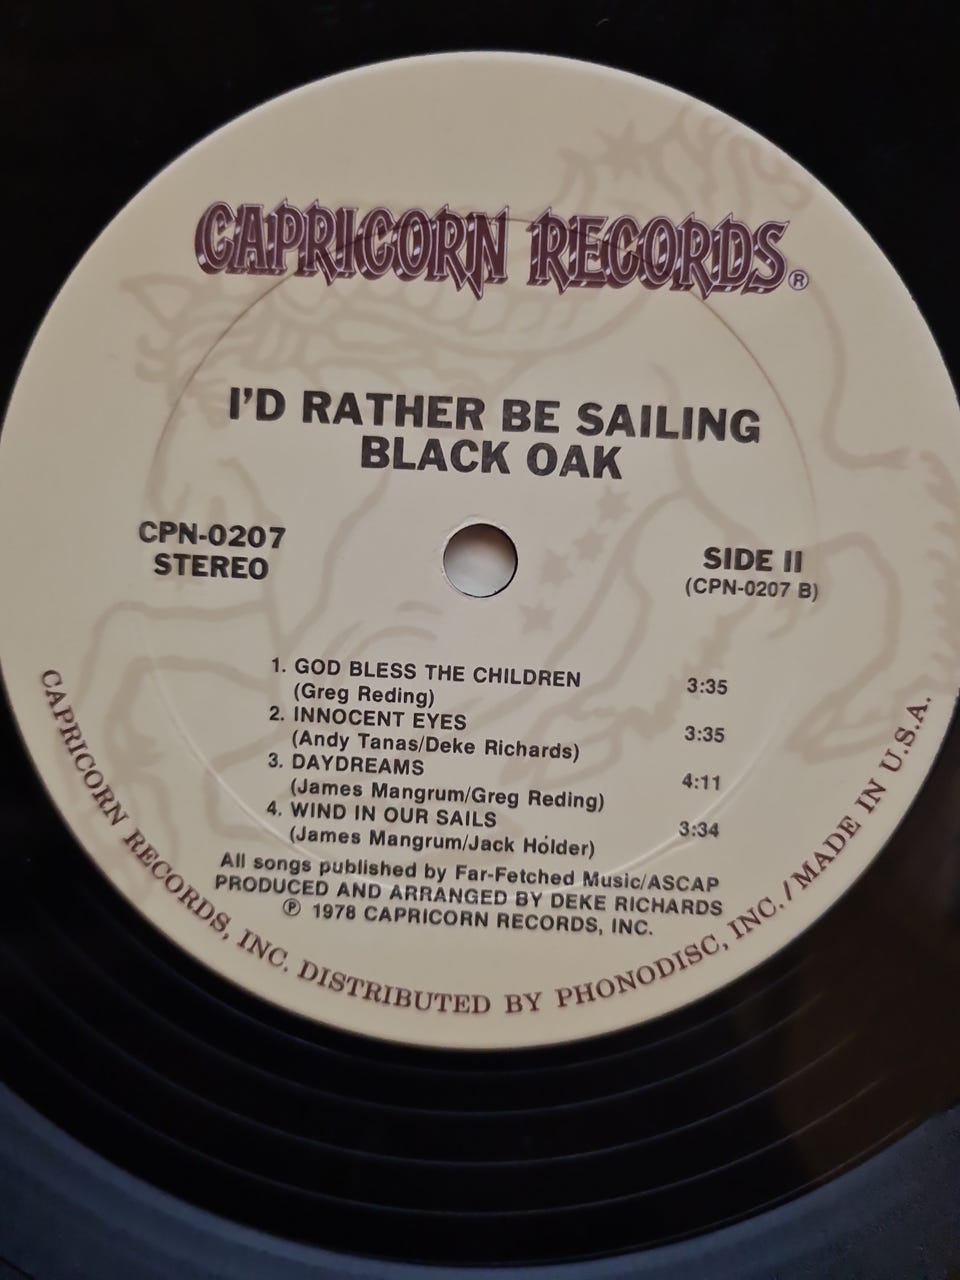 CAPRICORN RECORDS®
I'D RATHER BE SAILING
BLACK OAK
CPN-0207
STEREO
SIDE II
(CPN-0207 B)
1. GOD BLESS THE CHILDREN 3:35
(Greg Reding)
2. INNOCENT EYES 3:35
(Andy Tanas/Deke Richards)
3. DAYDREAMS 4:11
(James Mangrum/Greg Reding)
4. WIND IN OUR SAILS 3:34
(James Mangrum/Jack Holder)
All songs published by Far-Fetched Music/ASCAP
PRODUCED AND ARRANGED BY DEKE RICHARDS
℗ 1978 CAPRICORN RECORDS, INC.
CAPRICORN RECORDS, INC. DISTRIBUTED BY PHONODISC, INC. / MADE IN U.S.A.